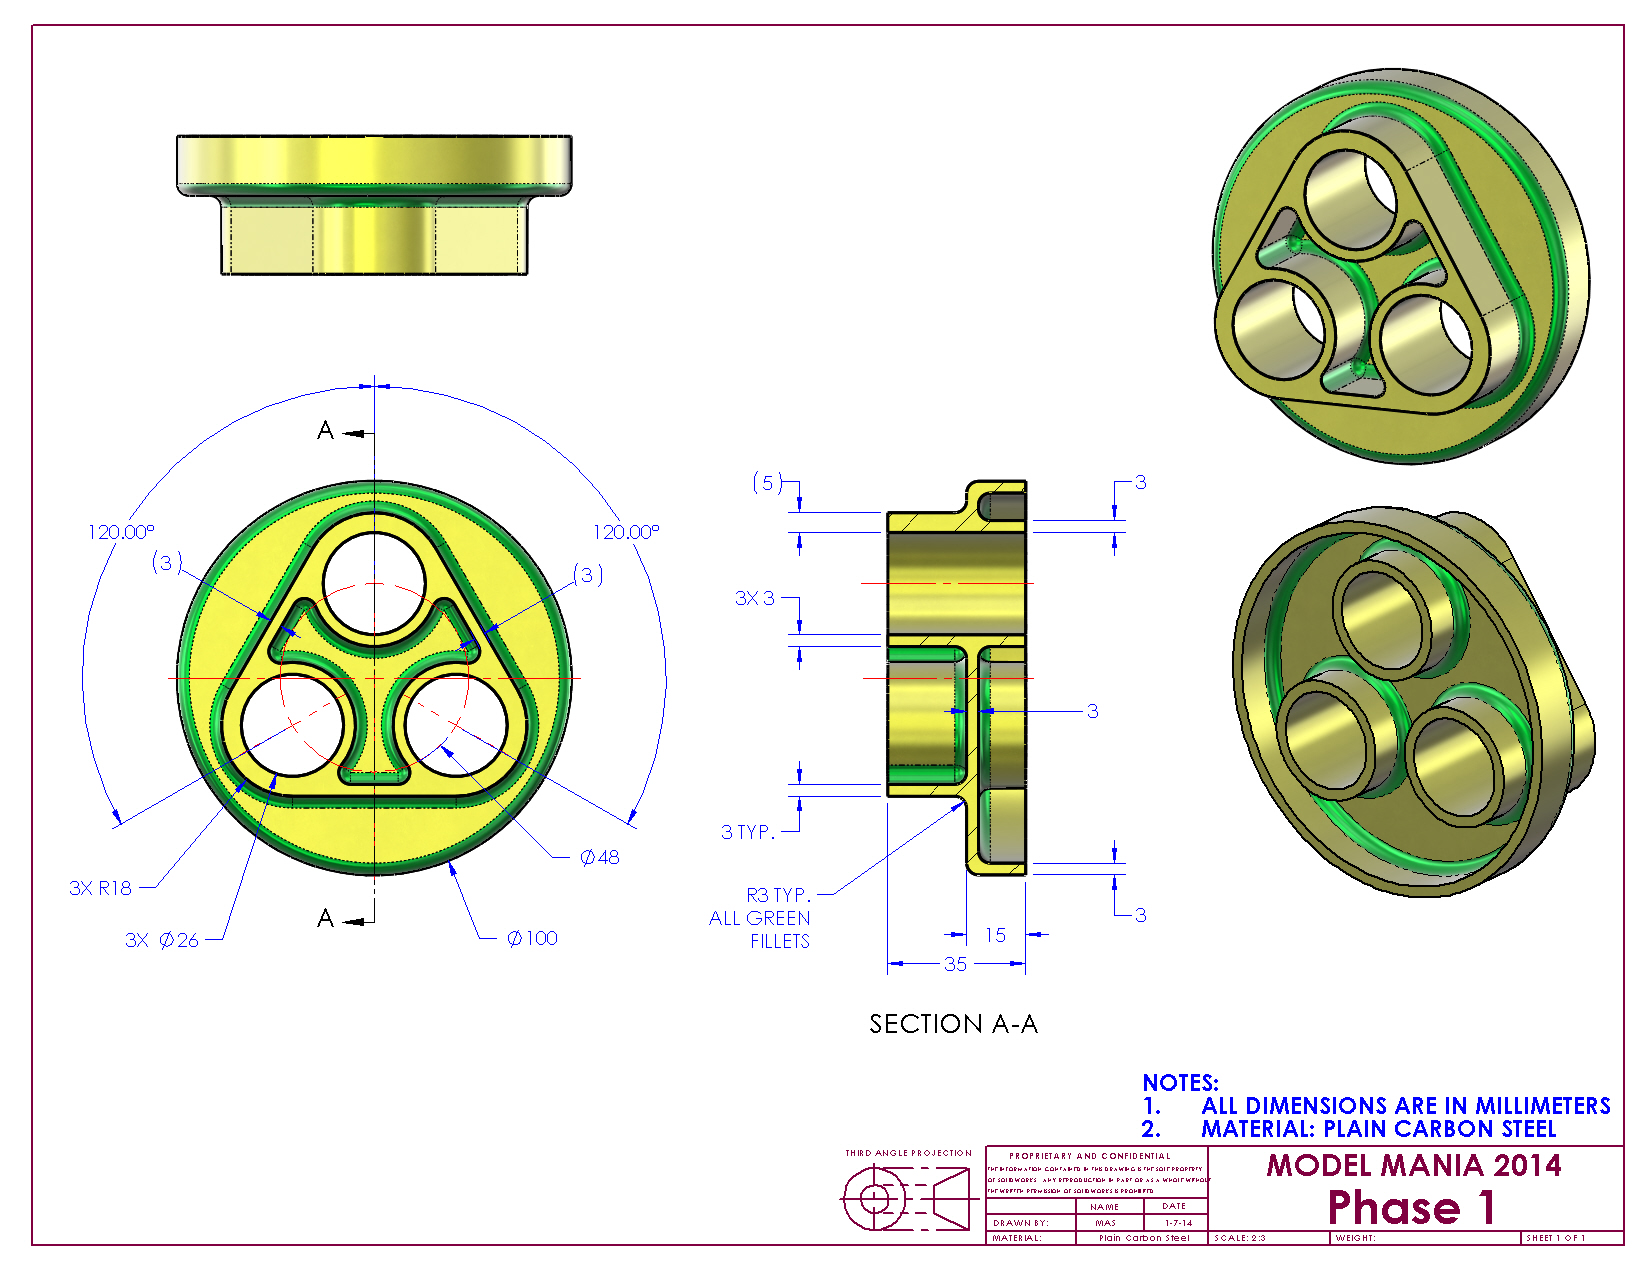 A
120.00°
120.00°
(3)
(3)
3X R18
3X Ø26
A
Ø48
Ø100
(5)
3
3X 3
3
3 TYP.
R3 TYP.
ALL GREEN
FILLETS
3
15
35
SECTION A-A
NOTES:
1. ALL DIMENSIONS ARE IN MILLIMETERS
2. MATERIAL: PLAIN CARBON STEEL
THIRD ANGLE PROJECTION
PROPRIETARY AND CONFIDENTIAL
THE INFORMATION CONTAINED IN THIS DRAWING IS THE SOLE PROPERTY
OF SOLIDWORKS. ANY REPRODUCTION IN PART OR AS A WHOLE WITHOUT
THE WRITTEN PERMISSION OF SOLIDWORKS IS PROHIBITED.
NAME DATE
DRAWN BY: MAS 1-7-14
MATERIAL: Plain Carbon Steel
MODEL MANIA 2014
Phase 1
SCALE: 2:3 WEIGHT: SHEET 1 OF 1